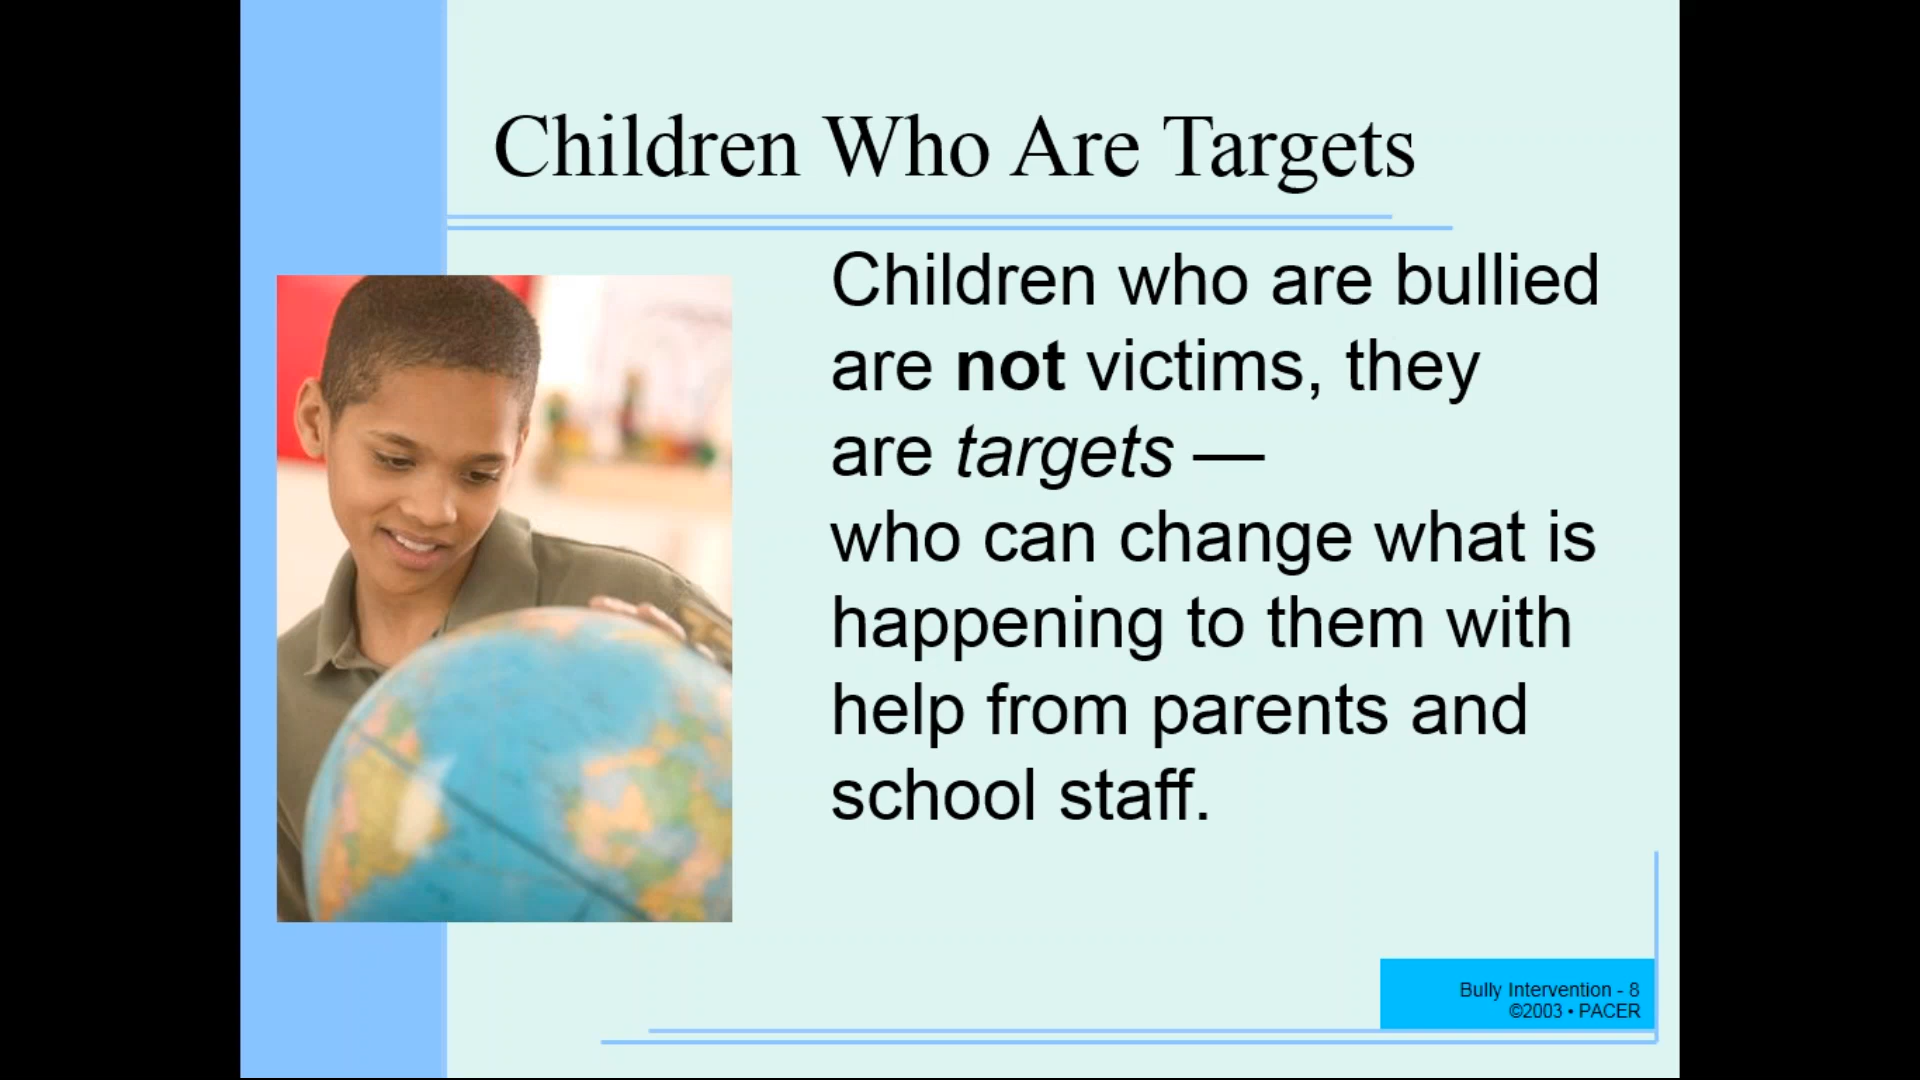 Children Who Are Targets
Children who are bullied
are not victims, they
are targets —
who can change what is
happening to them with
help from parents and
school staff.
Bully Intervention - 8
©2003 • PACER